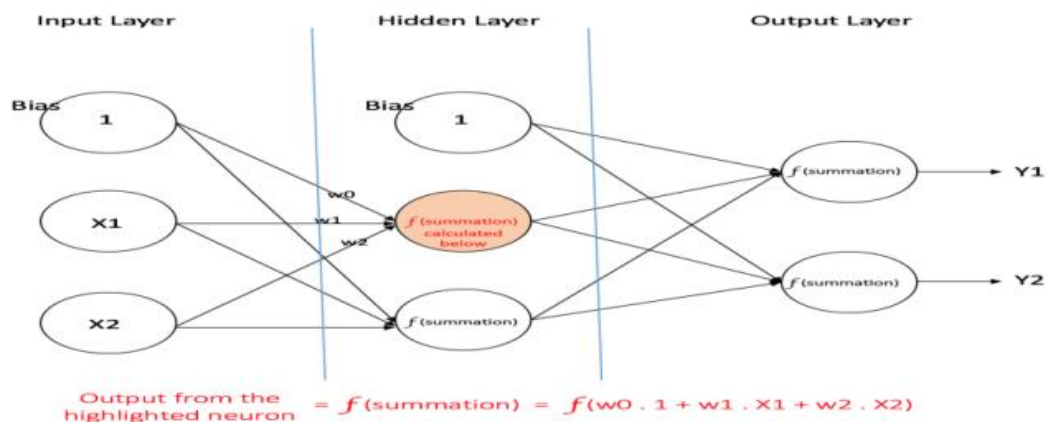 Input Layer
Hidden Layer
Output Layer
Bias
1
Bias
1
w0
X1
w1
f(summation)
calculated
below
f(summation)
Y1
w2
X2
f(summation)
f(summation)
Y2
Output from the
highlighted neuron
= f(summation) = f(w0 . 1 + w1 . X1 + w2 . X2)